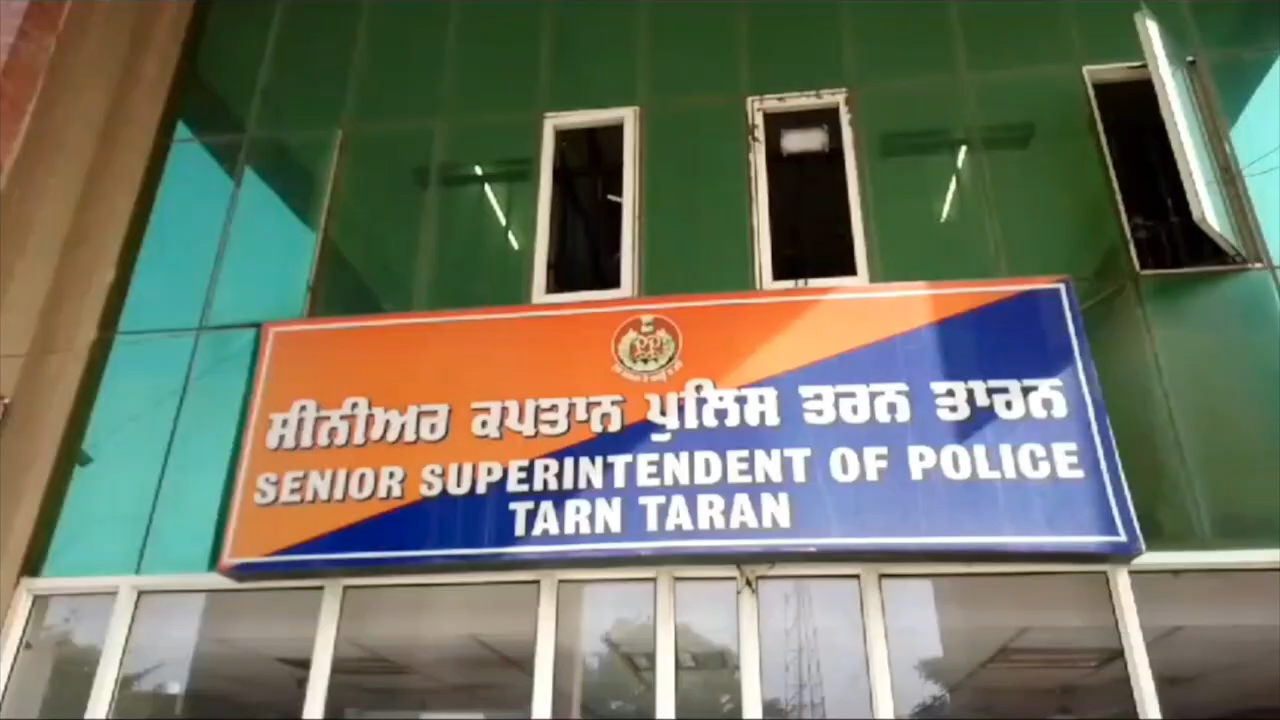 ਸੀਨੀਅਰ ਕਪਤਾਨ ਪੁਲਿਸ ਤਰਨ ਤਾਰਨ
SENIOR SUPERINTENDENT OF POLICE
TARN TARAN